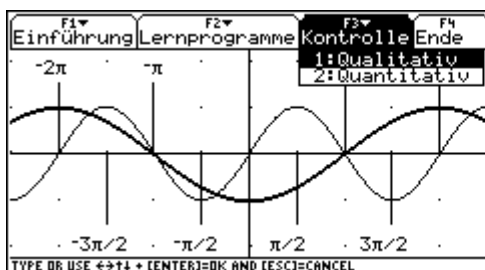 F1▾ F2▾ F3▾ F4
Einführung Lernprogramme Kontrolle Ende
1:Qualitativ
2:Quantitativ
-2π -π
-3π/2 -π/2 π/2 3π/2
TYPE OR USE ←→↑↓ + [ENTER]=OK AND [ESC]=CANCEL